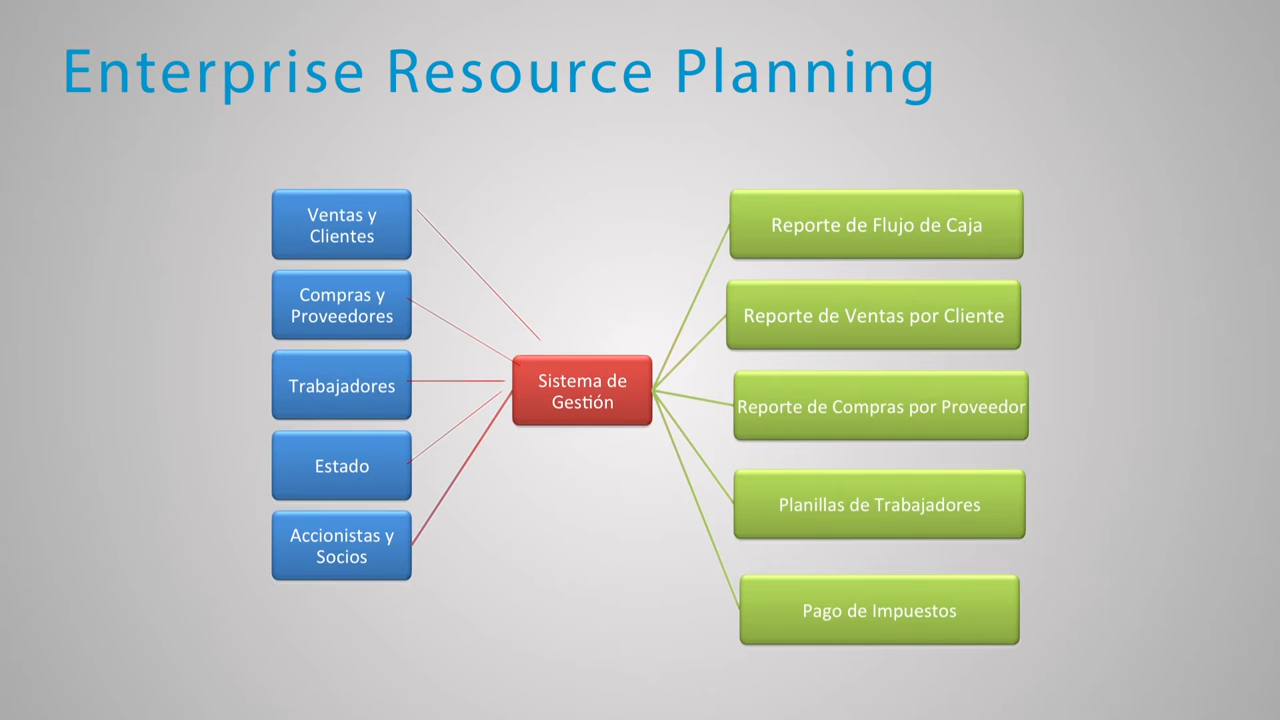 Enterprise Resource Planning
Ventas y
Clientes
Compras y
Proveedores
Trabajadores
Estado
Accionistas y
Socios
Sistema de
Gestión
Reporte de Flujo de Caja
Reporte de Ventas por Cliente
Reporte de Compras por Proveedor
Planillas de Trabajadores
Pago de Impuestos